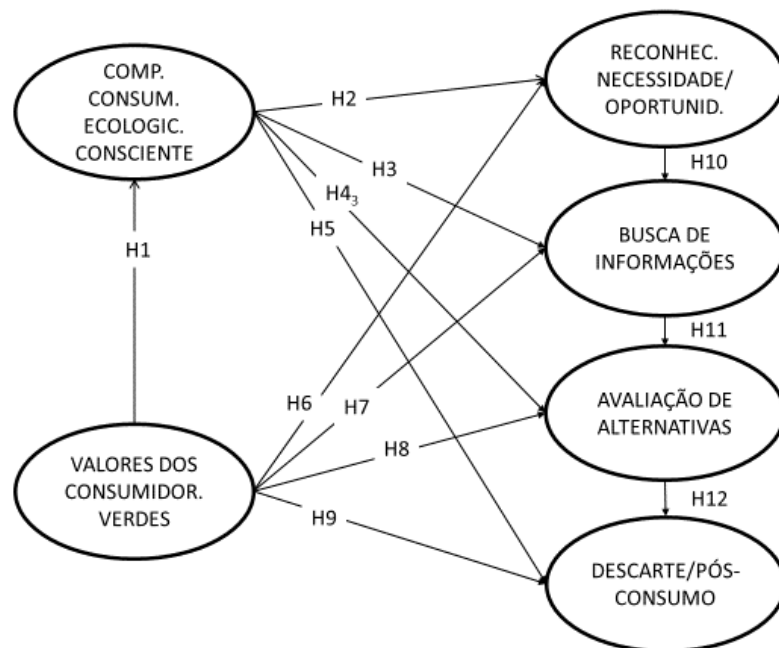 COMP.
CONSUM.
ECOLOGIC.
CONSCIENTE
RECONHEC.
NECESSIDADE/
OPORTUNID.
H2
H10
H3
H4₃
H5
BUSCA DE
INFORMAÇÕES
H1
H11
H6
H7
AVALIAÇÃO DE
ALTERNATIVAS
H8
VALORES DOS
CONSUMIDOR.
VERDES
H9
H12
DESCARTE/PÓS-
CONSUMO